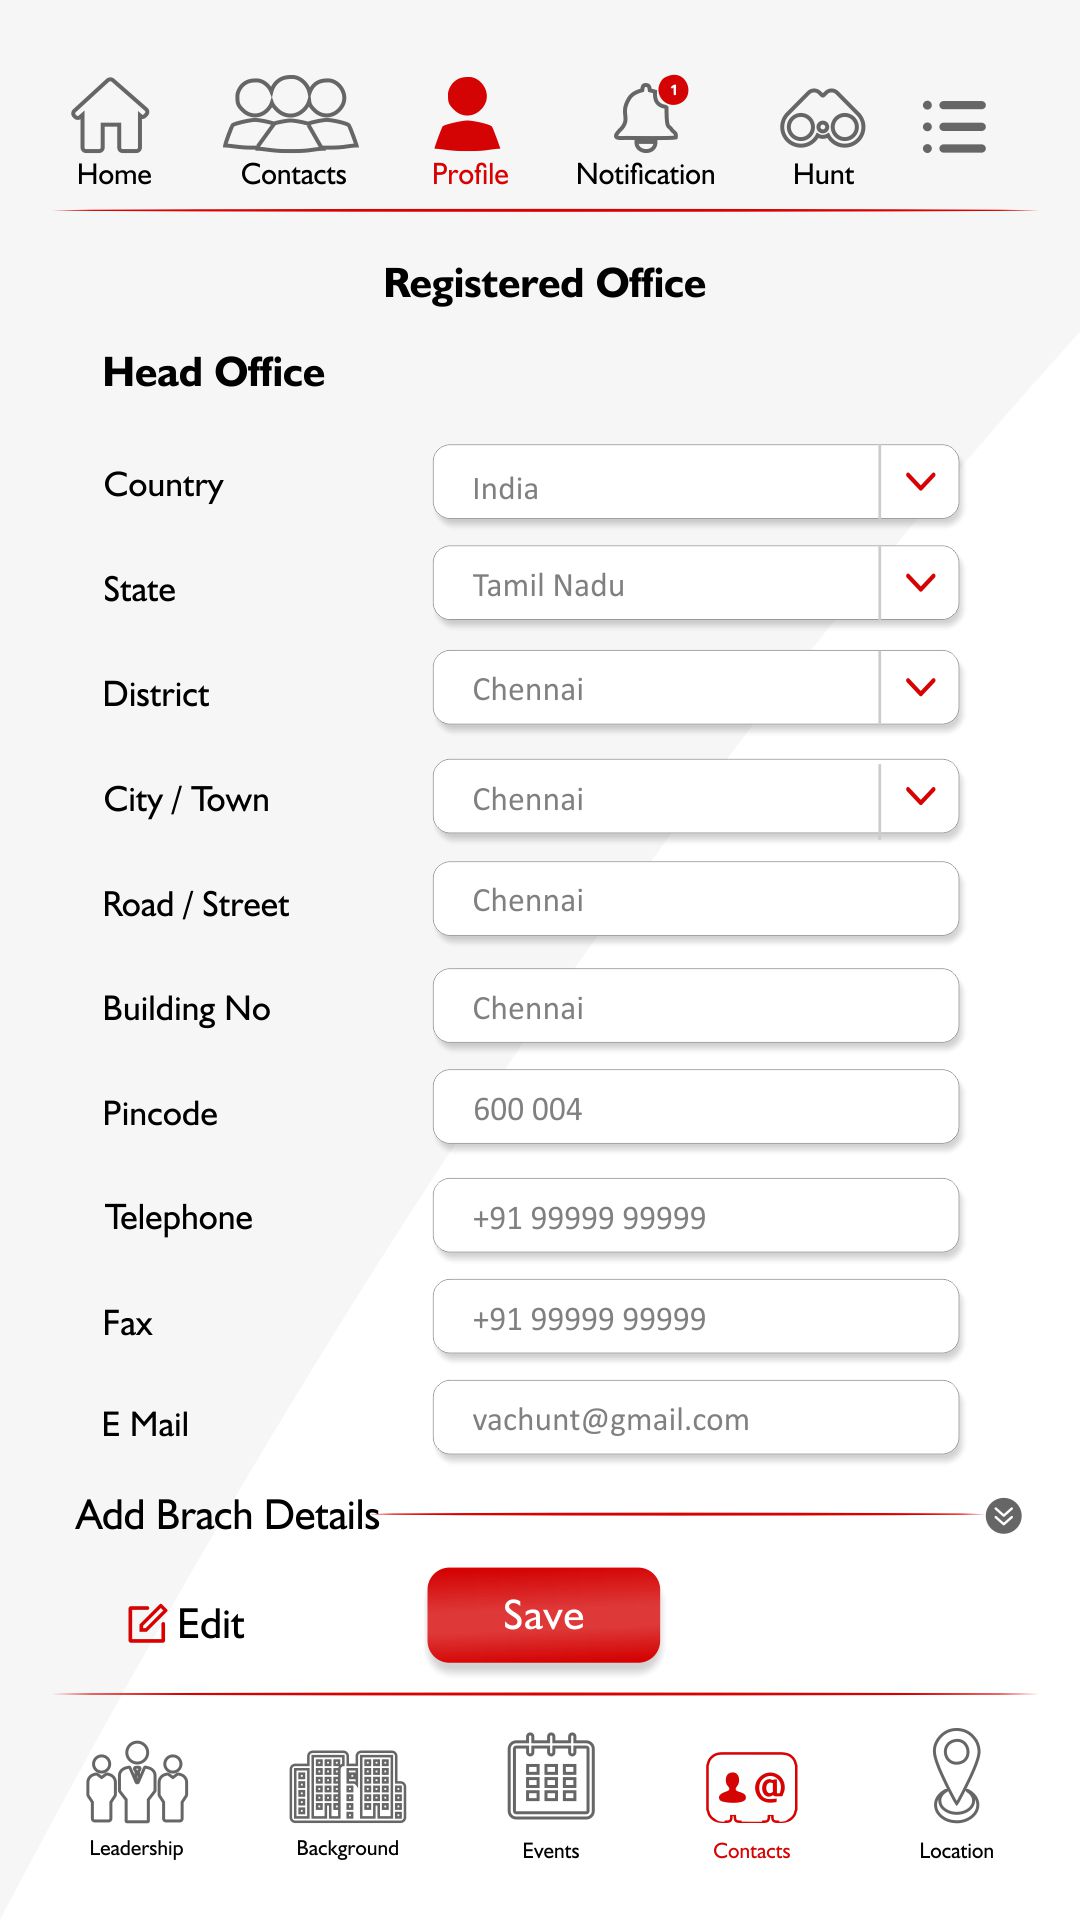 1
Home Contacts Profile Notification Hunt
Registered Office
Head Office
Country India
State Tamil Nadu
District Chennai
City / Town Chennai
Road / Street Chennai
Building No Chennai
Pincode 600 004
Telephone +91 99999 99999
Fax +91 99999 99999
E Mail vachunt@gmail.com
Add Brach Details
Edit Save
@
Leadership Background Events Contacts Location